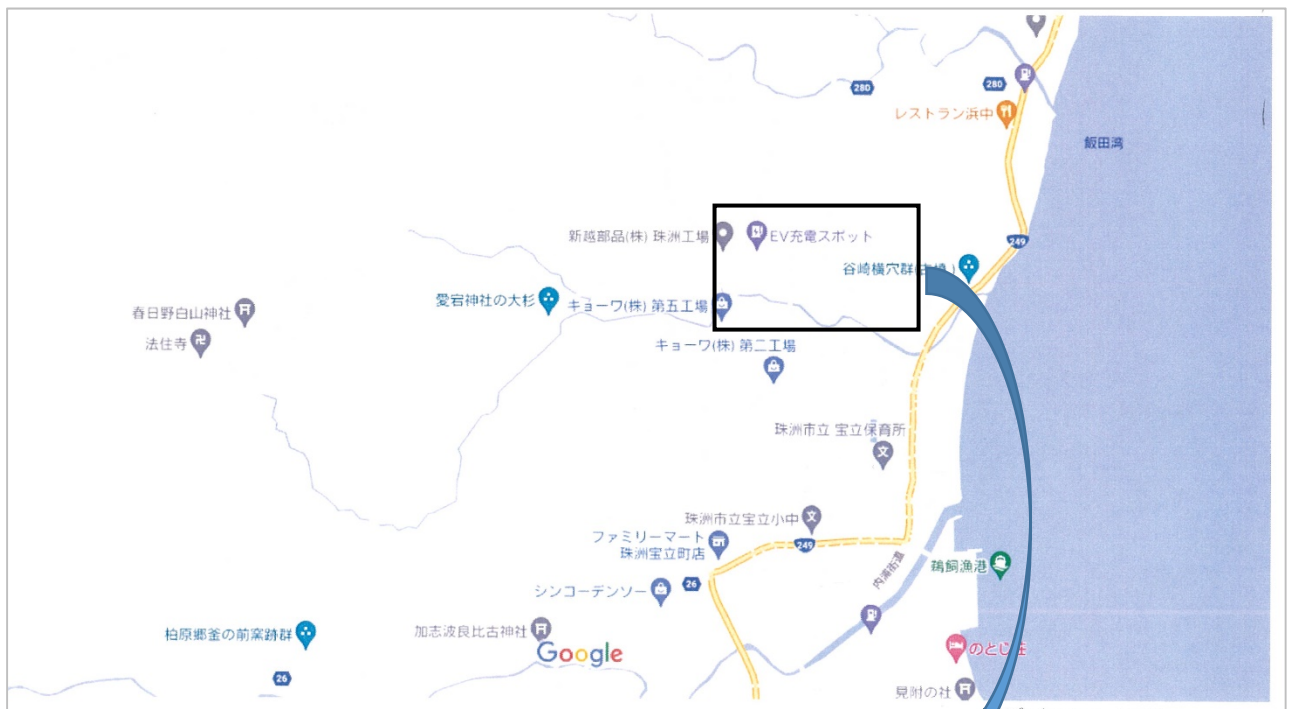 280
280
レストラン浜中
飯田湾
新越部品(株) 珠洲工場
EV充電スポット
249
谷崎横穴群(古墳)
愛宕神社の大杉
キョーワ(株) 第五工場
春日野白山神社
法住寺
キョーワ(株) 第二工場
珠洲市立 宝立保育所
珠洲市立宝立小中
ファミリーマート
珠洲宝立町店
249
内浦街道
鵜飼漁港
シンコーデンソー
26
柏原郷釜の前窯跡群
加志波良比古神社
Google
のとじ荘
26
見附の社